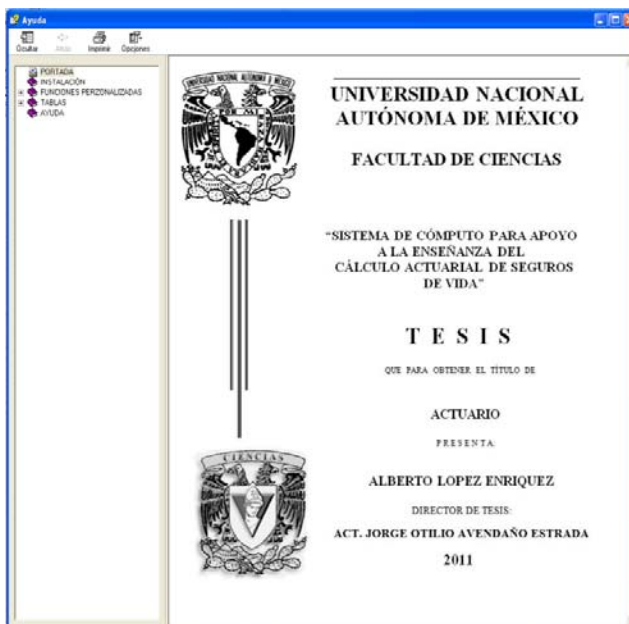 Ayuda
Ocultar Atrás Imprimir Opciones
PORTADA
INSTALACIÓN
FUNCIONES PERZONALIZADAS
TABLAS
AYUDA
UNIVERSIDAD NACIONAL
AUTÓNOMA DE MÉXICO
FACULTAD DE CIENCIAS
“SISTEMA DE CÓMPUTO PARA APOYO
A LA ENSEÑANZA DEL
CÁLCULO ACTUARIAL DE SEGUROS
DE VIDA”
T E S I S
QUE PARA OBTENER EL TÍTULO DE
ACTUARIO
P R E S E N T A:
ALBERTO LOPEZ ENRIQUEZ
DIRECTOR DE TESIS:
ACT. JORGE OTILIO AVENDAÑO ESTRADA
2011
CIENCIAS